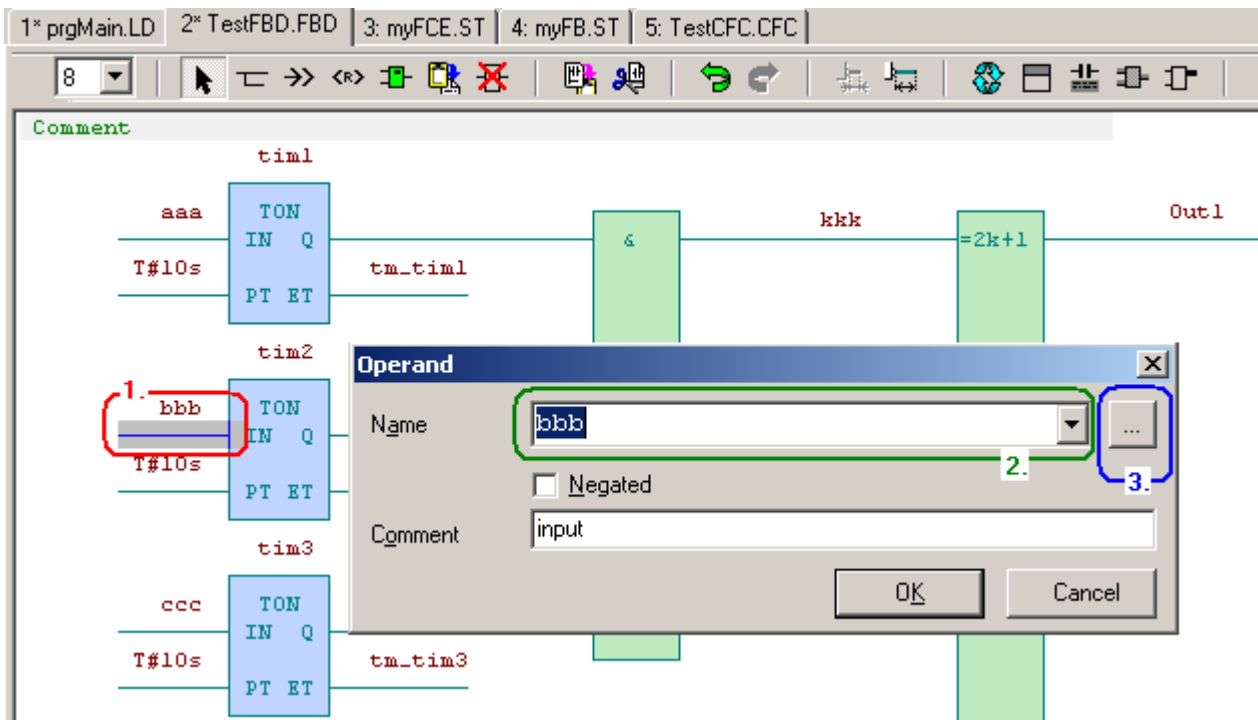 1* prgMain.LD 2* TestFBD.FBD 3: myFCE.ST 4: myFB.ST 5: TestCFC.CFC
8 <R>
Comment
tim1
aaa TON kkk Out1
IN Q & =2k+1
T#10s tm_tim1
PT ET
tim2
Operand
1.
bbb TON
IN Q
Name bbb ...
T#10s
2.
3.
PT ET
Negated
Comment input
tim3
OK Cancel
ccc TON
IN Q
T#10s tm_tim3
PT ET